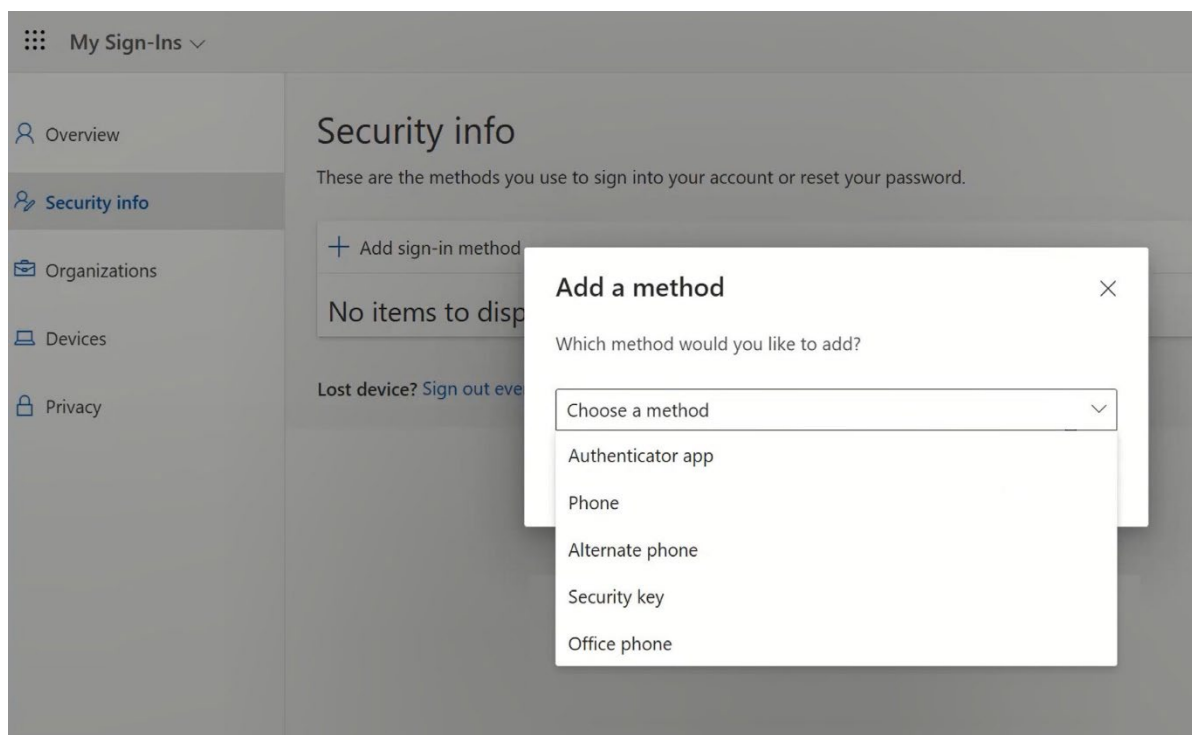 My Sign-Ins
Overview
Security info
Organizations
Devices
Privacy
Security info
These are the methods you use to sign into your account or reset your password.
Add sign-in method
No items to disp
Lost device? Sign out eve
Add a method
Which method would you like to add?
Choose a method
Authenticator app
Phone
Alternate phone
Security key
Office phone